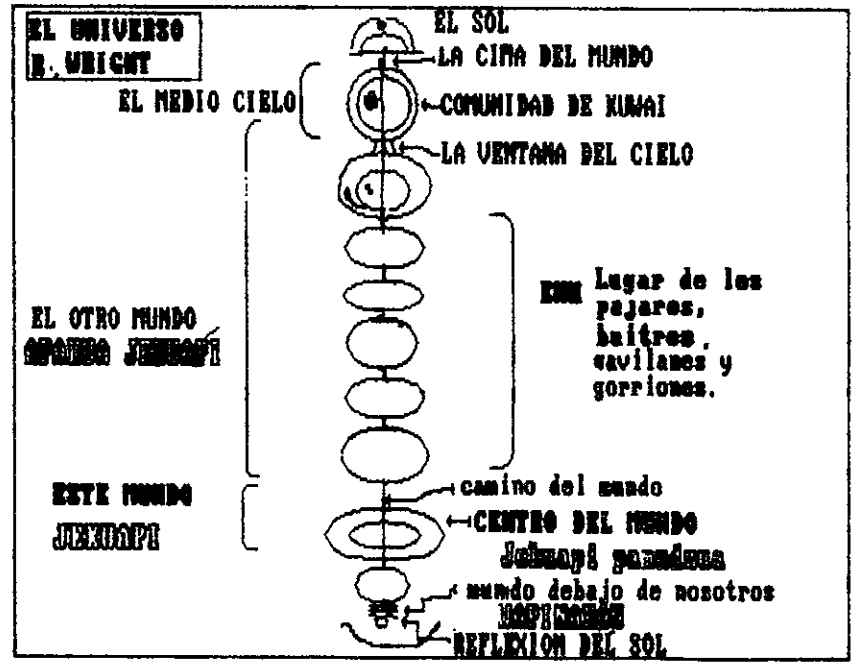 EL UNIVERSO
R. WRIGHT
EL SOL
LA CIMA DEL MUNDO
EL MEDIO CIELO
COMUNIDAD DE KUWAI
LA VENTANA DEL CIELO
Lugar de los
pajaros,
buitres,
gavilanes y
gorriones.
EL OTRO MUNDO
camino del mundo
ESTE MUNDO
CENTRO DEL MUNDO
mundo debajo de nosotros
REFLEXION DEL SOL